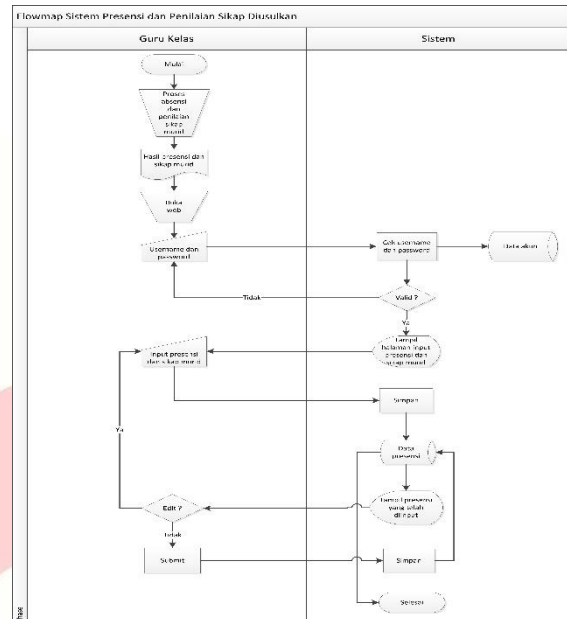 Flowmap Sistem Presensi dan Penilaian Sikap Diusulkan
Guru Kelas
Sistem
Mulai
Proses
absensi
dan
penilaian
sikap
murid
Hasil presensi dan
sikap murid
Buka
web
Username dan
password
Cek username
dan password
Data akun
Valid ?
Tidak
Ya
Tampil
halaman input
presensi dan
sikap murid
Input presensi
dan sikap murid
Simpan
Data
presensi
Ya
Tampil presensi
yang telah
diinput
Edit ?
Tidak
Submit
Simpan
Selesai